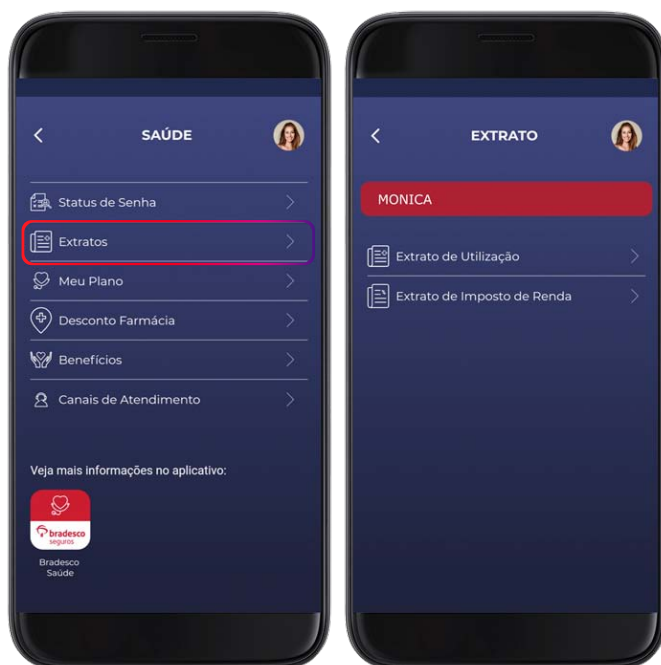 SAÚDE
Status de Senha
Extratos
Meu Plano
Desconto Farmácia
Benefícios
Canais de Atendimento
Veja mais informações no aplicativo:
bradesco
seguros
Bradesco
Saúde
EXTRATO
MONICA
Extrato de Utilização
Extrato de Imposto de Renda